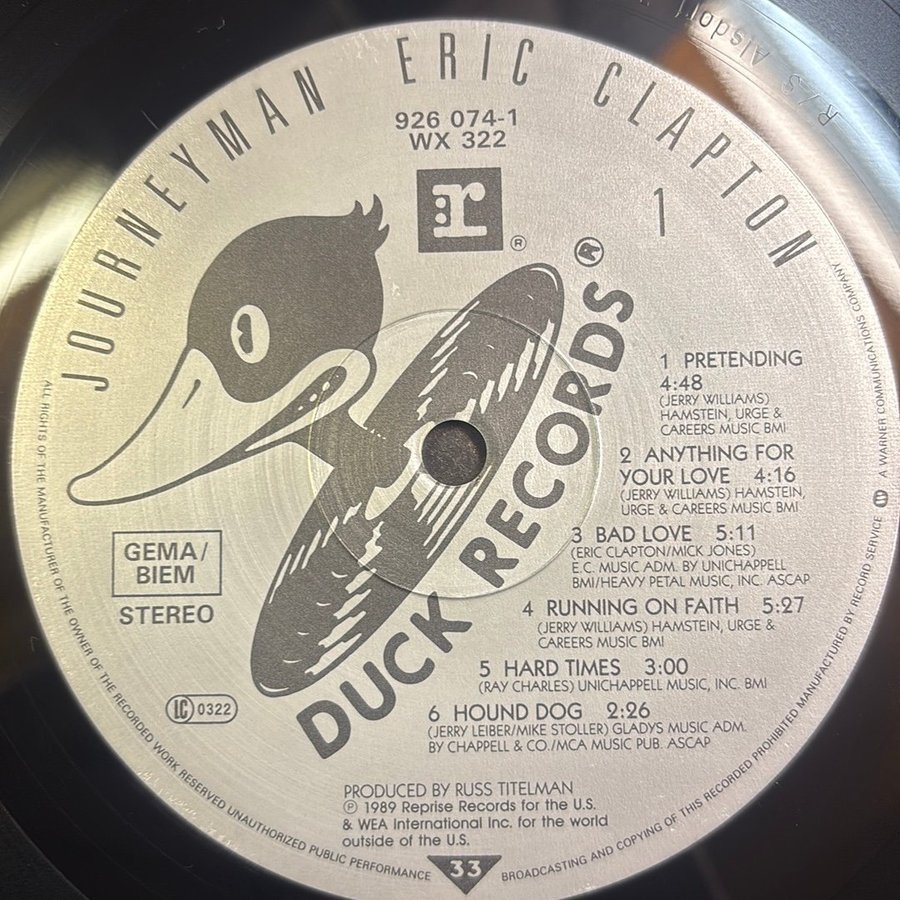 JOURNEYMAN ERIC CLAPTON
926 074-1
WX 322
r
®
1
DUCK RECORDS®
1 PRETENDING
4:48
(JERRY WILLIAMS)
HAMSTEIN, URGE &
CAREERS MUSIC BMI
2 ANYTHING FOR
YOUR LOVE 4:16
(JERRY WILLIAMS) HAMSTEIN,
URGE & CAREERS MUSIC BMI
3 BAD LOVE 5:11
(ERIC CLAPTON/MICK JONES)
E.C. MUSIC ADM. BY UNICHAPPELL
BMI/HEAVY PETAL MUSIC, INC. ASCAP
4 RUNNING ON FAITH 5:27
(JERRY WILLIAMS) HAMSTEIN, URGE &
CAREERS MUSIC BMI
5 HARD TIMES 3:00
(RAY CHARLES) UNICHAPPELL MUSIC, INC. BMI
6 HOUND DOG 2:26
(JERRY LEIBER/MIKE STOLLER) GLADYS MUSIC ADM.
BY CHAPPELL & CO./MCA MUSIC PUB. ASCAP
GEMA/
BIEM
STEREO
LC 0322
PRODUCED BY RUSS TITELMAN
℗ 1989 Reprise Records for the U.S.
& WEA International Inc. for the world
outside of the U.S.
33
ALL RIGHTS OF THE MANUFACTURER OF THE OWNER OF THE RECORDED WORK RESERVED UNAUTHORIZED PUBLIC PERFORMANCE BROADCASTING AND COPYING OF THIS RECORDED PROHIBITED MANUFACTURED BY RECORD SERVICE A WARNER COMMUNICATIONS COMPANY
R/S Alsdorf